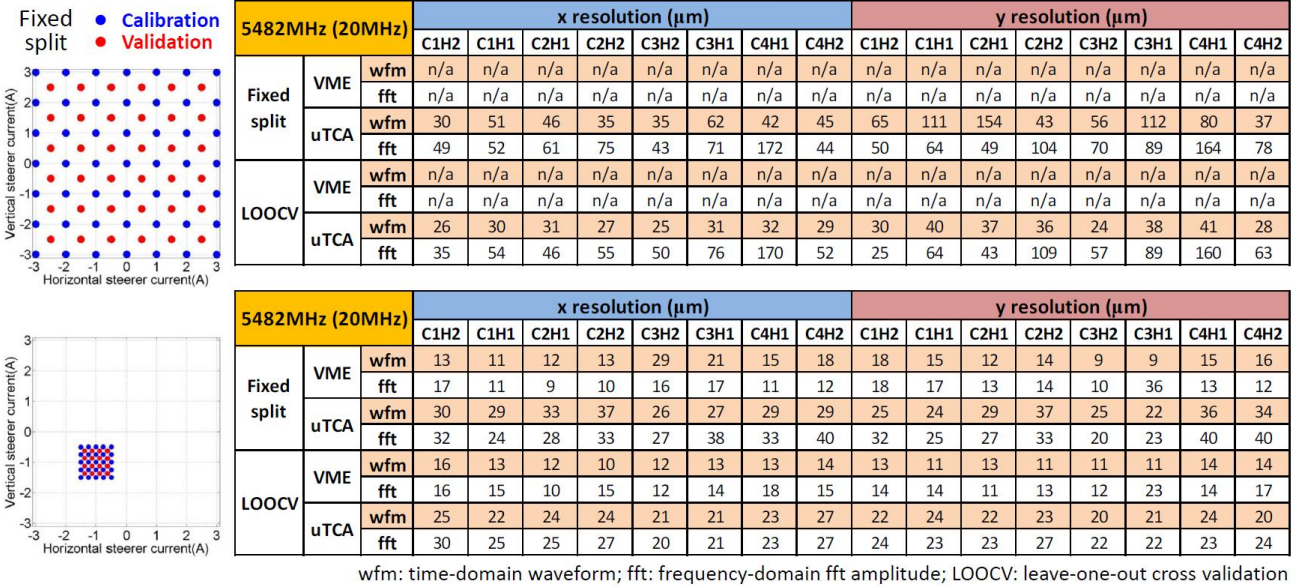 Fixed split
Calibration
Validation
Vertical steerer current(A)
3
2
1
0
-1
-2
-3
-3 -2 -1 0 1 2 3
Horizontal steerer current(A)
5482MHz (20MHz) x resolution (μm) y resolution (μm)
C1H2 C1H1 C2H1 C2H2 C3H2 C3H1 C4H1 C4H2 C1H2 C1H1 C2H1 C2H2 C3H2 C3H1 C4H1 C4H2
Fixed split VME wfm n/a n/a n/a n/a n/a n/a n/a n/a n/a n/a n/a n/a n/a n/a n/a n/a
fft n/a n/a n/a n/a n/a n/a n/a n/a n/a n/a n/a n/a n/a n/a n/a n/a
uTCA wfm 30 51 46 35 35 62 42 45 65 111 154 43 56 112 80 37
fft 49 52 61 75 43 71 172 44 50 64 49 104 70 89 164 78
LOOCV VME wfm n/a n/a n/a n/a n/a n/a n/a n/a n/a n/a n/a n/a n/a n/a n/a n/a
fft n/a n/a n/a n/a n/a n/a n/a n/a n/a n/a n/a n/a n/a n/a n/a n/a
uTCA wfm 26 30 31 27 25 31 32 29 30 40 37 36 24 38 41 28
fft 35 54 46 55 50 76 170 52 25 64 43 109 57 89 160 63
Vertical steerer current(A)
3
2
1
0
-1
-2
-3
-3 -2 -1 0 1 2 3
Horizontal steerer current(A)
5482MHz (20MHz) x resolution (μm) y resolution (μm)
C1H2 C1H1 C2H1 C2H2 C3H2 C3H1 C4H1 C4H2 C1H2 C1H1 C2H1 C2H2 C3H2 C3H1 C4H1 C4H2
Fixed split VME wfm 13 11 12 13 29 21 15 18 18 15 12 14 9 9 15 16
fft 17 11 9 10 16 17 11 12 18 17 13 14 10 36 13 12
uTCA wfm 30 29 33 37 26 27 29 29 25 24 29 37 25 22 36 34
fft 32 24 28 33 27 38 33 40 32 25 27 33 20 23 40 40
LOOCV VME wfm 16 13 12 10 12 13 13 14 13 11 13 11 11 11 14 14
fft 16 15 10 15 12 14 18 15 14 14 11 13 12 23 14 17
uTCA wfm 25 22 24 24 21 21 23 27 22 24 22 23 20 21 24 20
fft 30 25 25 27 20 21 23 27 24 23 23 27 22 22 23 24
wfm: time-domain waveform; fft: frequency-domain fft amplitude; LOOCV: leave-one-out cross validation